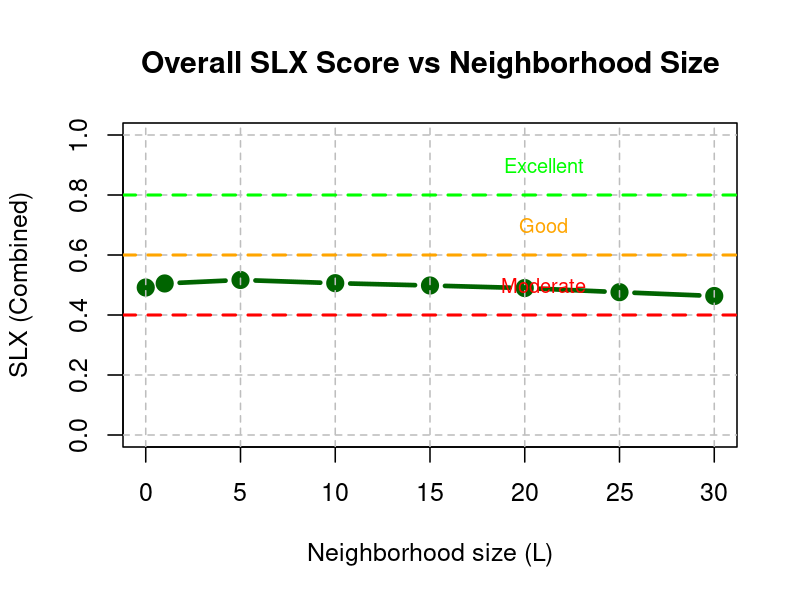 Overall SLX Score vs Neighborhood Size
SLX (Combined)
1.0
0.8
0.6
0.4
0.2
0.0
Excellent
Good
Moderate
0 5 10 15 20 25 30
Neighborhood size (L)